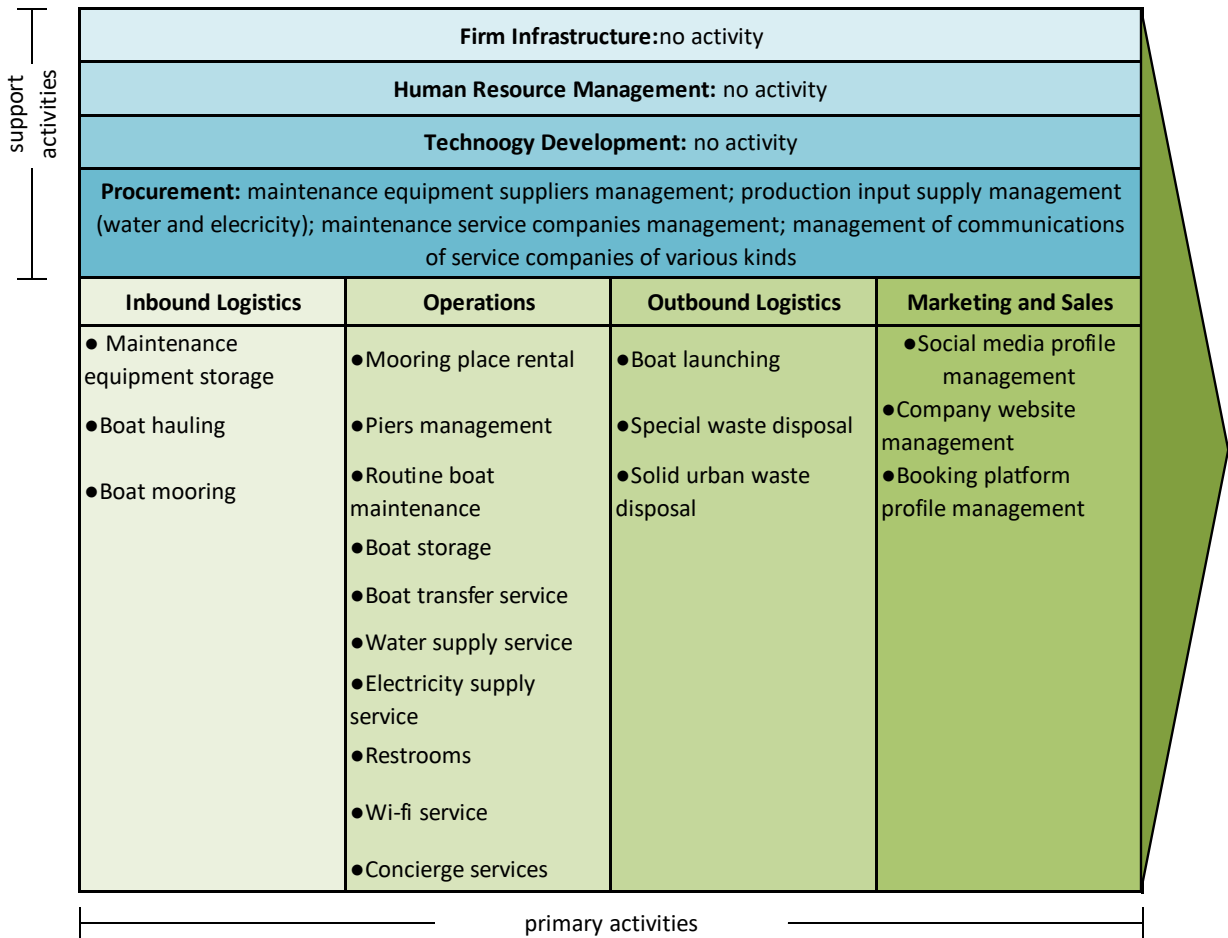 support
activities
Firm Infrastructure:no activity
Human Resource Management: no activity
Technoogy Development: no activity
Procurement: maintenance equipment suppliers management; production input supply management
(water and elecricity); maintenance service companies management; management of communications
of service companies of various kinds
Inbound Logistics
● Maintenance
equipment storage
●Boat hauling
●Boat mooring
Operations
●Mooring place rental
●Piers management
●Routine boat
maintenance
●Boat storage
●Boat transfer service
●Water supply service
●Electricity supply
service
●Restrooms
●Wi-fi service
●Concierge services
Outbound Logistics
●Boat launching
●Special waste disposal
●Solid urban waste
disposal
Marketing and Sales
●Social media profile
management
●Company website
management
●Booking platform
profile management
primary activities